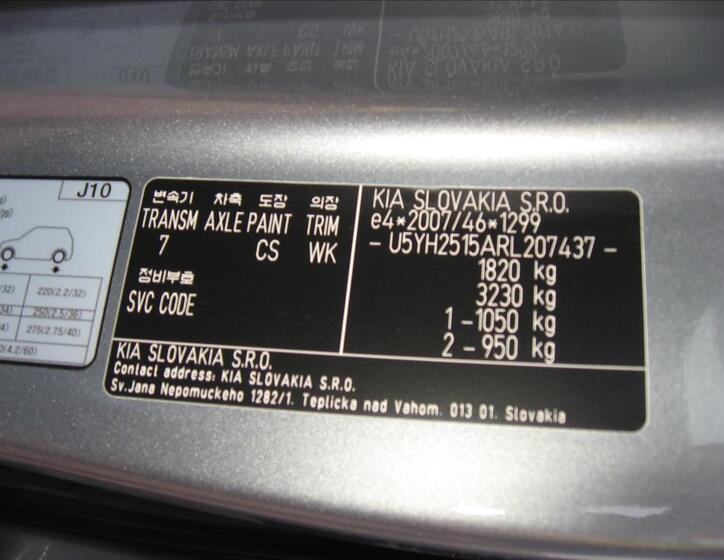 J10
220(2.2/32)
250(2.5/36)
275(2.75/40)
변속기 차축 도장 의장
TRANSM AXLE PAINT TRIM
7 CS WK
정비부호
SVC CODE
KIA SLOVAKIA S.R.O.
e4*2007/46*1299
- U5YH2515ARL207437 -
1820 kg
3230 kg
1 - 1050 kg
2 - 950 kg
KIA SLOVAKIA S.R.O.
Contact address: KIA SLOVAKIA S.R.O.
Sv.Jana Nepomuckeho 1282/1. Teplicka nad Vahom. 013 01. Slovakia